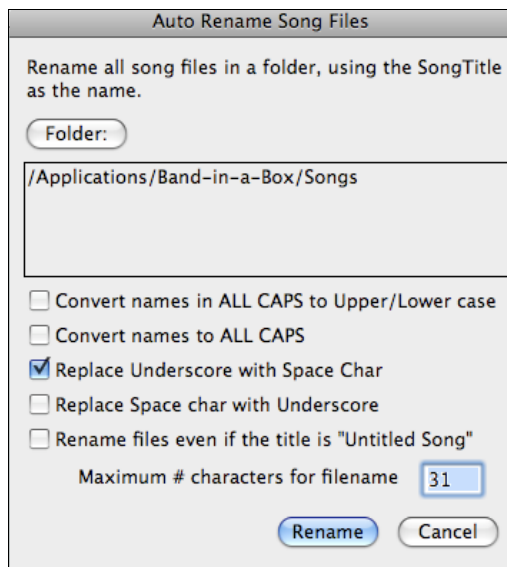 Auto Rename Song Files
Rename all song files in a folder, using the SongTitle
as the name.
Folder:
/Applications/Band-in-a-Box/Songs
Convert names in ALL CAPS to Upper/Lower case
Convert names to ALL CAPS
Replace Underscore with Space Char
Replace Space char with Underscore
Rename files even if the title is "Untitled Song"
Maximum # characters for filename 31
Rename Cancel